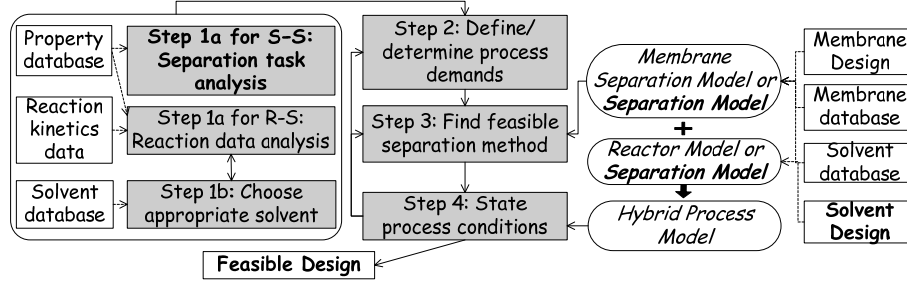 Property
database
Step 1a for S-S:
Separation task
analysis
Reaction
kinetics
data
Step 1a for R-S:
Reaction data analysis
Solvent
database
Step 1b: Choose
appropriate solvent
Step 2: Define/
determine process
demands
Step 3: Find feasible
separation method
Step 4: State
process conditions
Feasible Design
Membrane
Separation Model or
Separation Model
+
Reactor Model or
Separation Model
Hybrid Process
Model
Membrane
Design
Membrane
database
Solvent
database
Solvent
Design